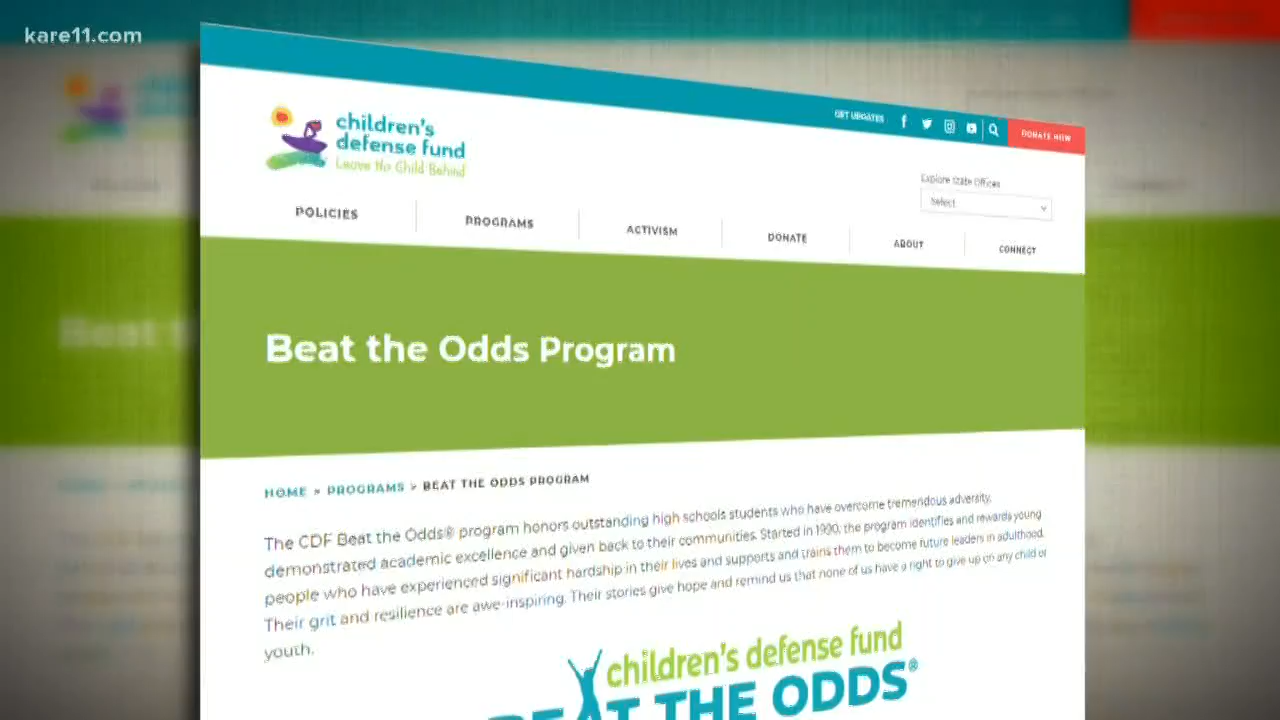 kare11.com
GET UPDATES
DONATE NOW
children's
defense fund
Leave No Child Behind
Explore State Offices
Select
POLICIES
PROGRAMS
ACTIVISM
DONATE
ABOUT
CONNECT
Beat the Odds Program
HOME » PROGRAMS > BEAT THE ODDS PROGRAM
The CDF Beat the Odds® program honors outstanding high schools students who have overcome tremendous adversity,
demonstrated academic excellence and given back to their communities. Started in 1990, the program identifies and rewards young
people who have experienced significant hardship in their lives and supports and trains them to become future leaders in adulthood.
Their grit and resilience are awe-inspiring. Their stories give hope and remind us that none of us have a right to give up on any child or
youth.
children's defense fund
BEAT THE ODDS®